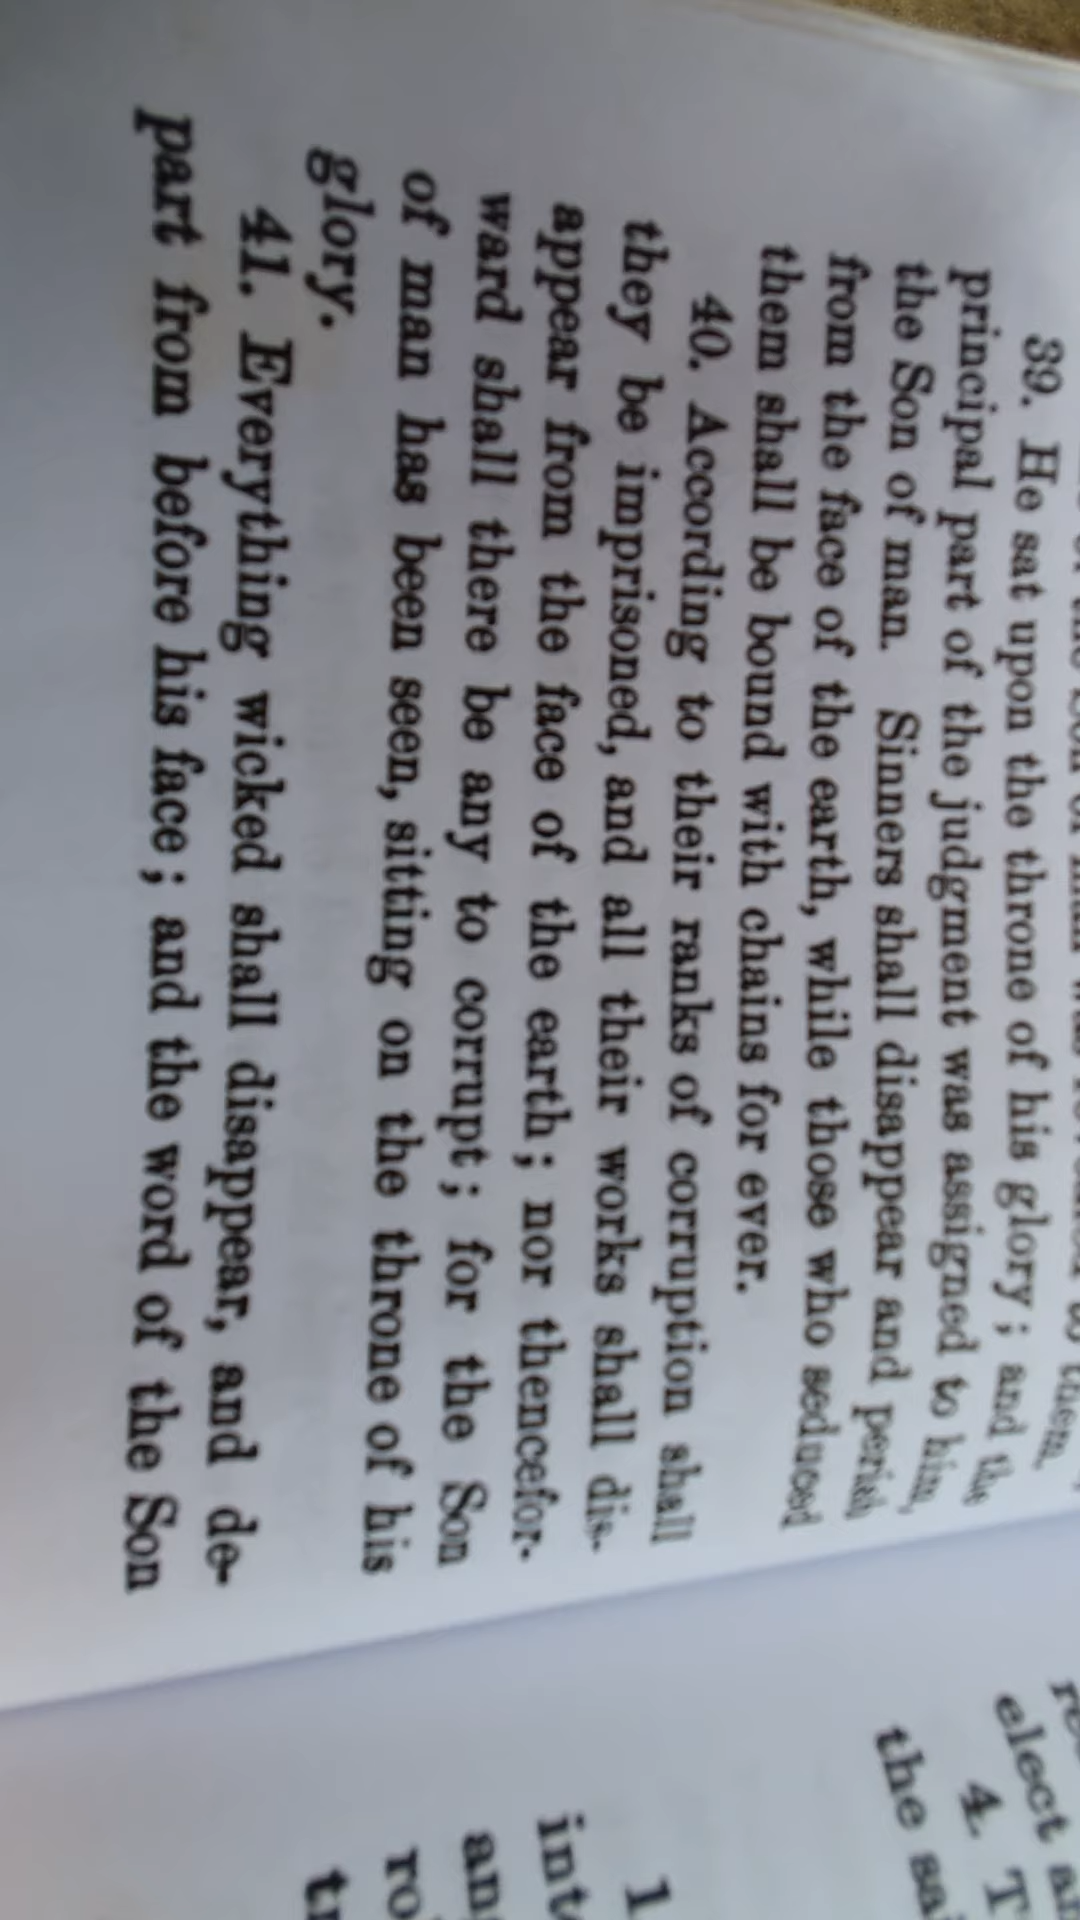 39. He sat upon the throne of his glory; and the
principal part of the judgment was assigned to him,
the Son of man. Sinners shall disappear and perish
from the face of the earth, while those who seduced
them shall be bound with chains for ever.
40. According to their ranks of corruption shall
they be imprisoned, and all their works shall dis-
appear from the face of the earth; nor thencefor-
ward shall there be any to corrupt; for the Son
of man has been seen, sitting on the throne of his
glory.
41. Everything wicked shall disappear, and de-
part from before his face; and the word of the Son
elect
4.
the
1